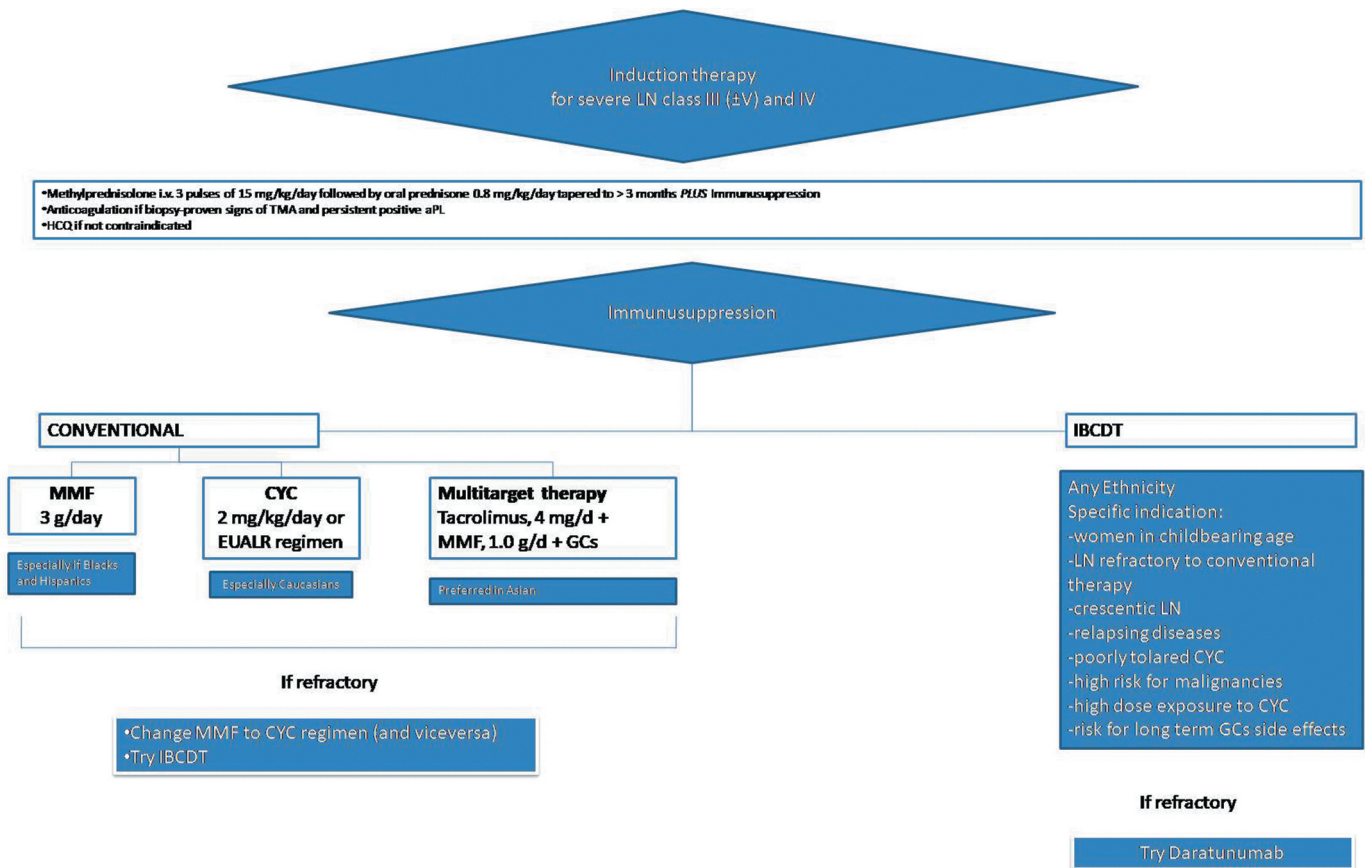 Induction therapy
for severe LN class III (±V) and IV
•Methylprednisolone i.v. 3 pulses of 15 mg/kg/day followed by oral prednisone 0.8 mg/kg/day tapered to > 3 months PLUS Immunusuppression
•Anticoagulation if biopsy-proven signs of TMA and persistent positive aPL
•HCQ if not contraindicated
Immunusuppression
CONVENTIONAL
IBCDT
MMF
3 g/day
Especially if Blacks
and Hispanics
CYC
2 mg/kg/day or
EUALR regimen
Especially Caucasians
Multitarget therapy
Tacrolimus, 4 mg/d +
MMF, 1.0 g/d + GCs
Preferred in Asian
Any Ethnicity
Specific indication:
-women in childbearing age
-LN refractory to conventional
therapy
-crescentic LN
-relapsing diseases
-poorly tolared CYC
-high risk for malignancies
-high dose exposure to CYC
-risk for long term GCs side effects
If refractory
•Change MMF to CYC regimen (and viceversa)
•Try IBCDT
If refractory
Try Daratunumab